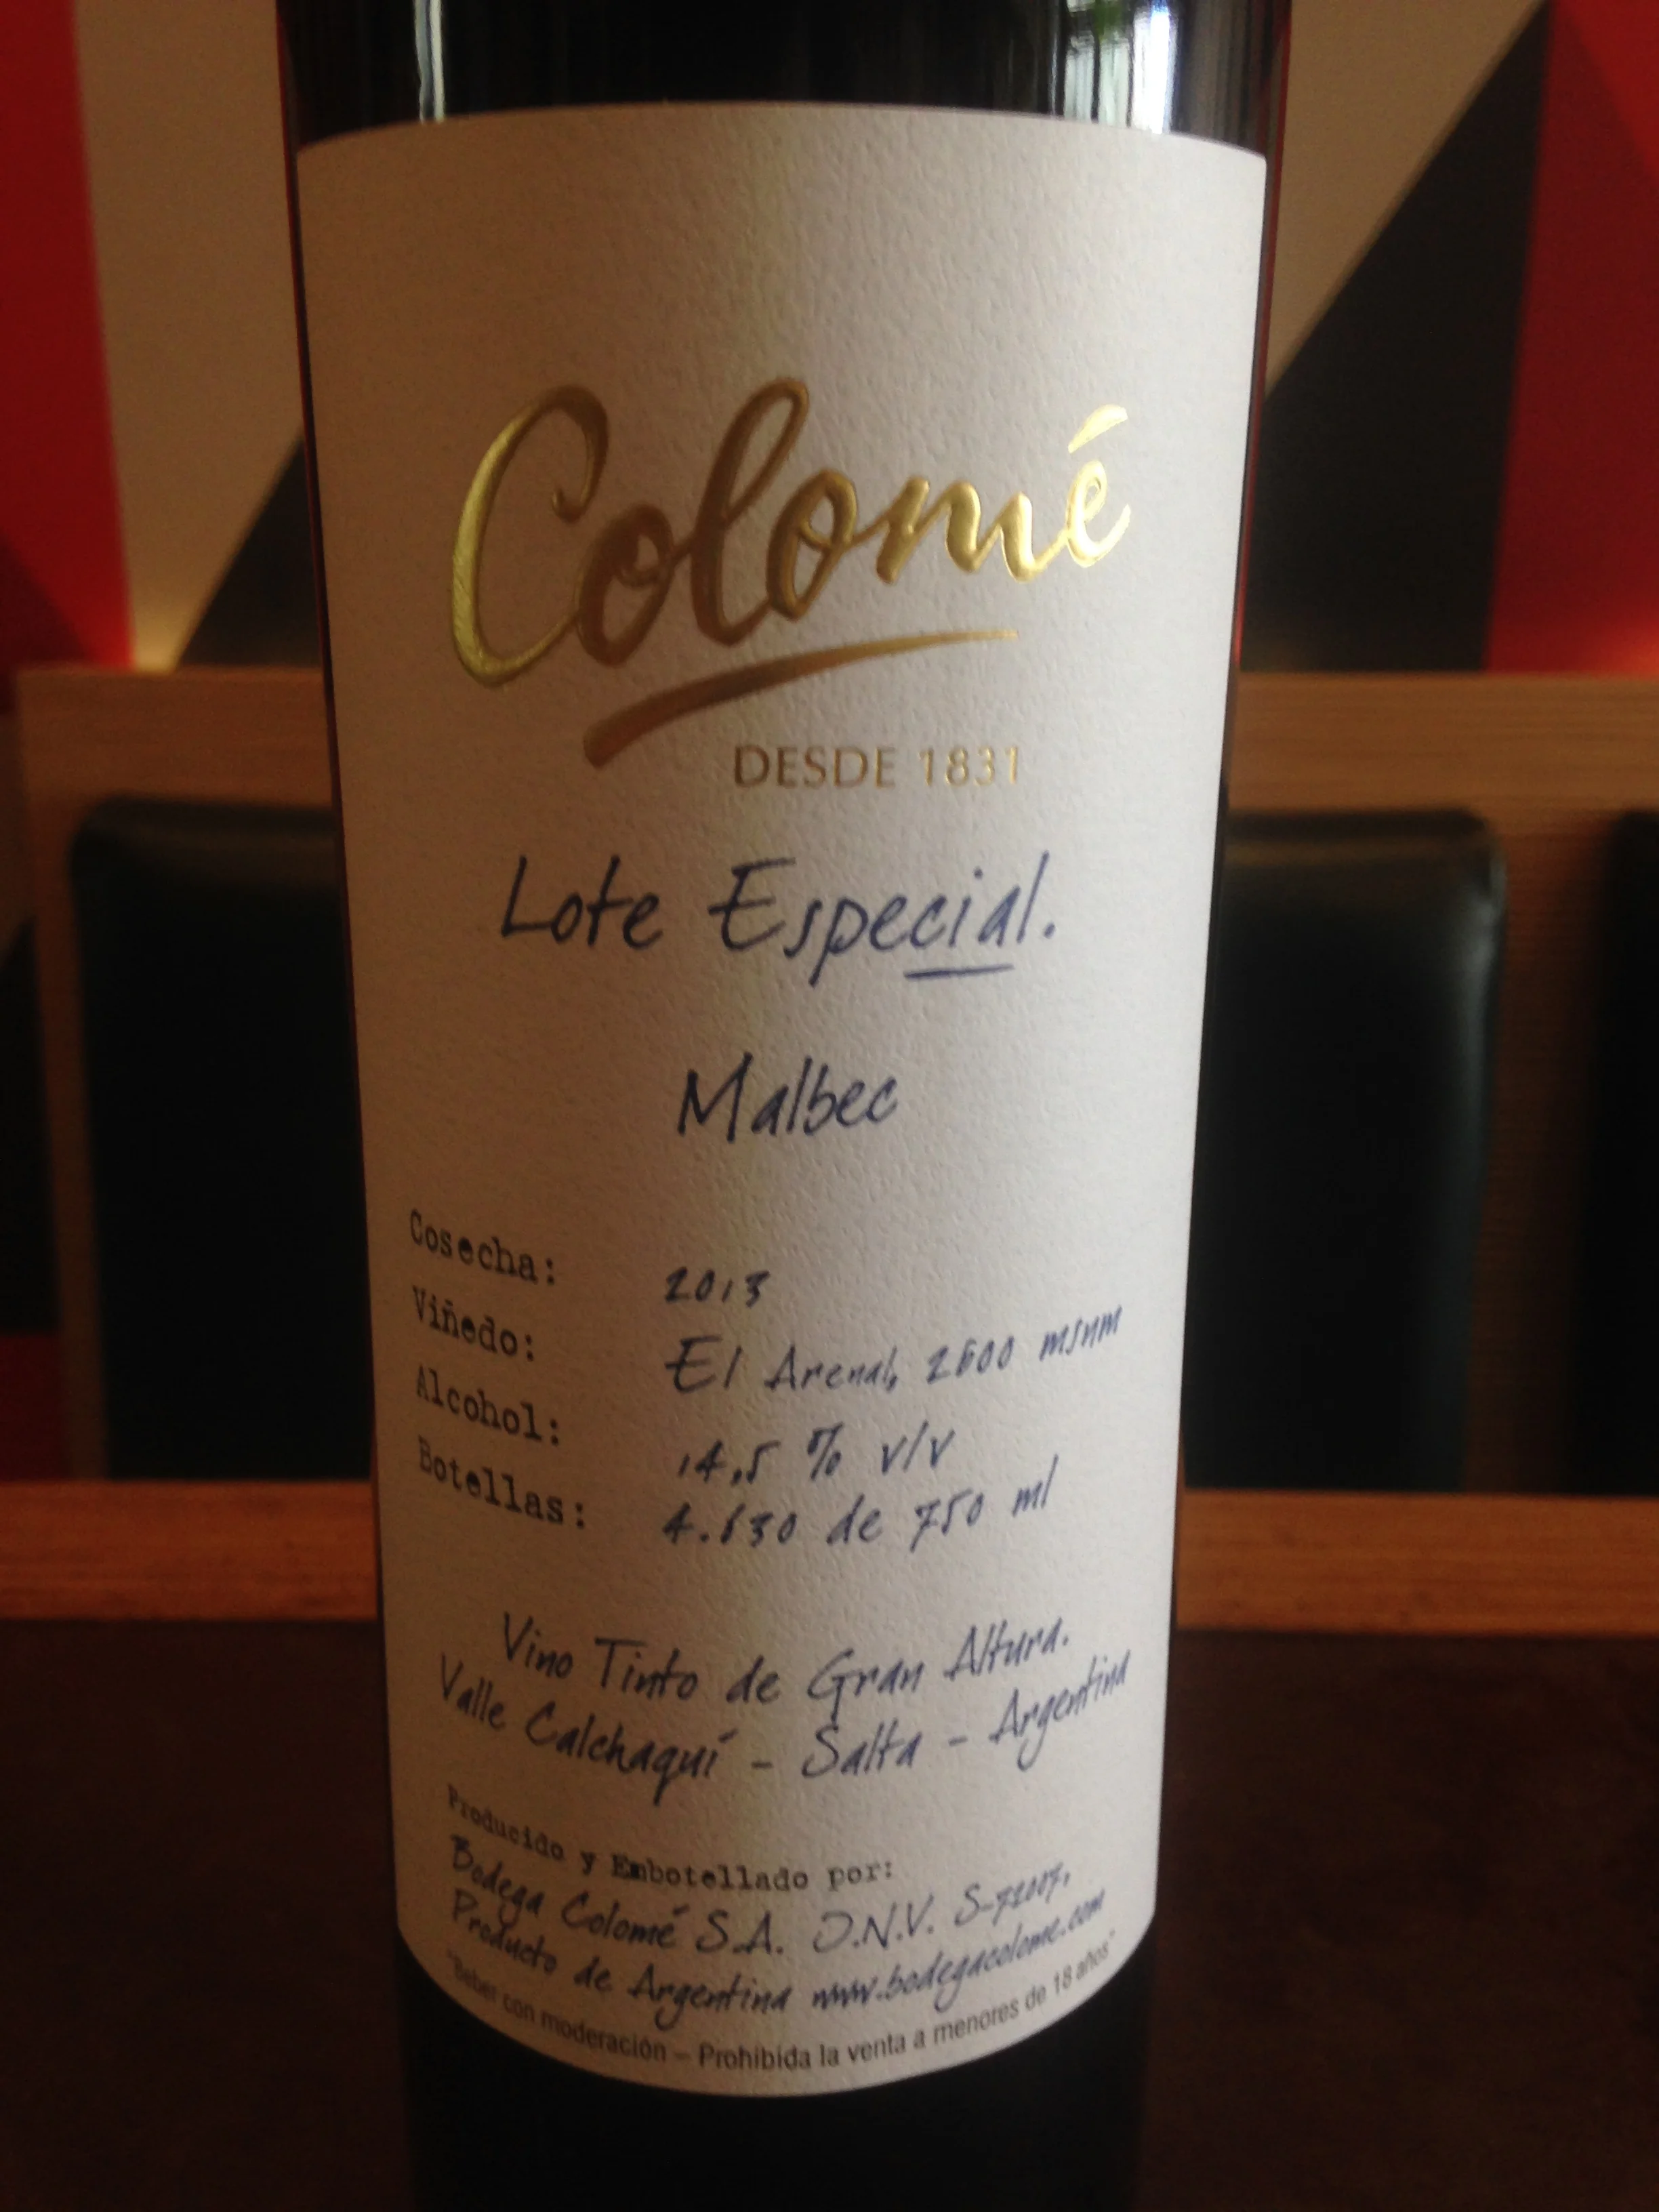 Colomé
DESDE 1831
Lote Especial.
Malbec
Cosecha: 2013
Viñedo: El Arenal, 2600 msnm
Alcohol: 14,5 % v/v
Botellas: 4.630 de 750 ml
Vino Tinto de Gran Altura.
Valle Calchaquí - Salta - Argentina
Producido y Embotellado por:
Bodega Colomé S.A. I.N.V. S-72007,
Producto de Argentina www.bodegacolome.com
"Beber con moderación – Prohibida la venta a menores de 18 años"